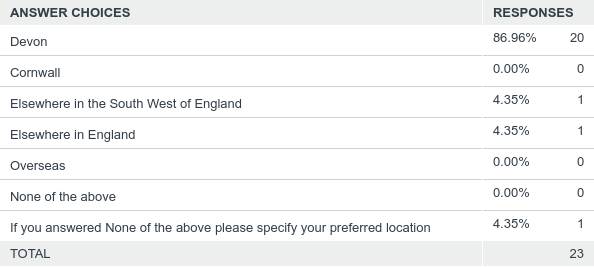 ANSWER CHOICES RESPONSES
Devon 86.96% 20
Cornwall 0.00% 0
Elsewhere in the South West of England 4.35% 1
Elsewhere in England 4.35% 1
Overseas 0.00% 0
None of the above 0.00% 0
If you answered None of the above please specify your preferred location 4.35% 1
TOTAL 23